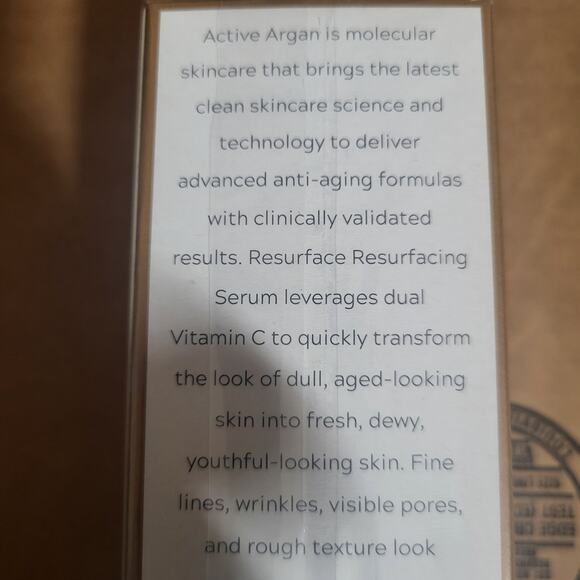 Active Argan is molecular
skincare that brings the latest
clean skincare science and
technology to deliver
advanced anti-aging formulas
with clinically validated
results. Resurface Resurfacing
Serum leverages dual
Vitamin C to quickly transform
the look of dull, aged-looking
skin into fresh, dewy,
youthful-looking skin. Fine
lines, wrinkles, visible pores,
and rough texture look